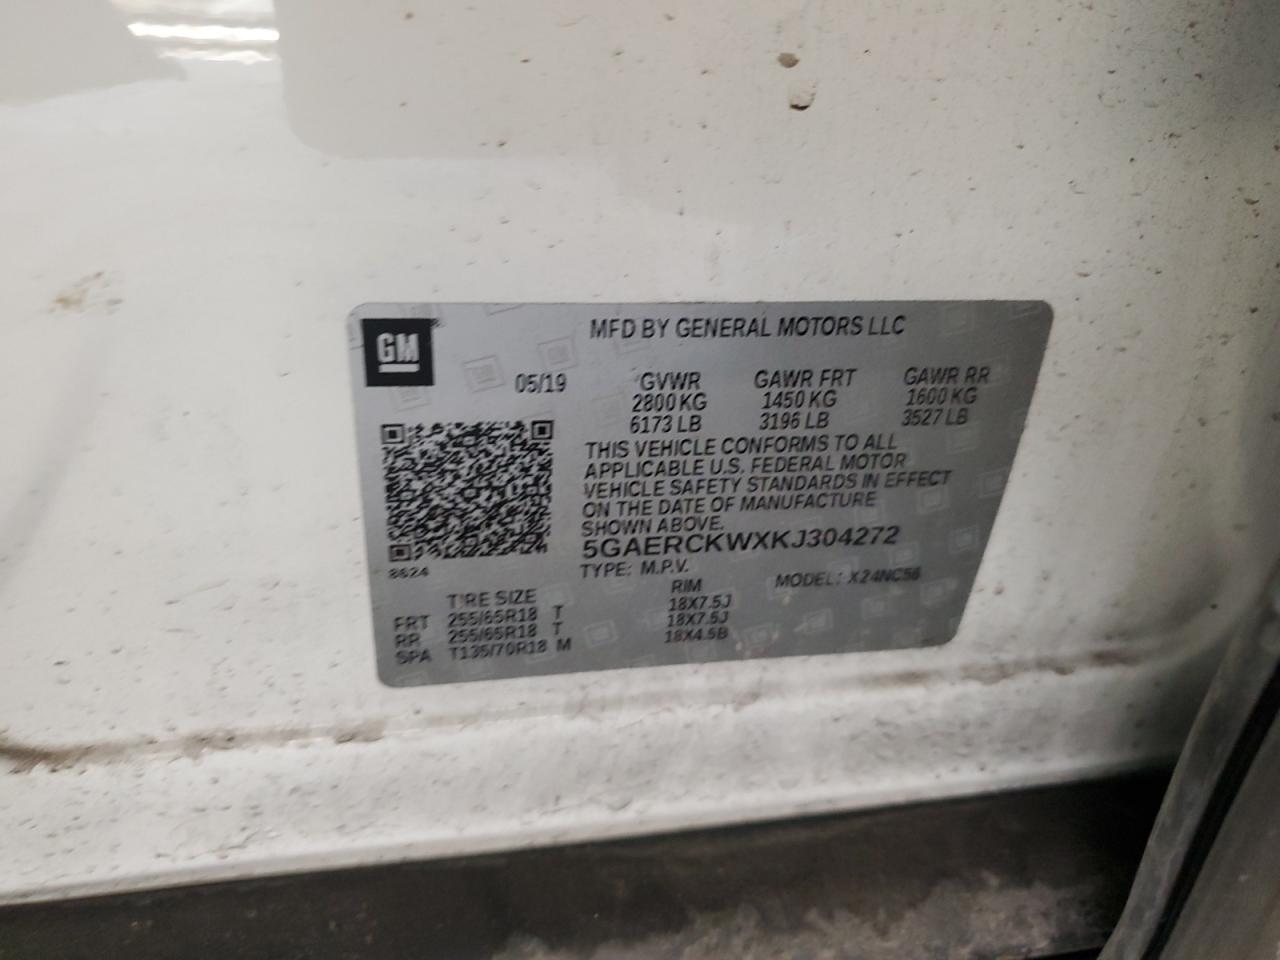 GM
MFD BY GENERAL MOTORS LLC
05/19 GVWR GAWR FRT GAWR RR
2800 KG 1450 KG 1600 KG
6173 LB 3196 LB 3527 LB
THIS VEHICLE CONFORMS TO ALL
APPLICABLE U.S. FEDERAL MOTOR
VEHICLE SAFETY STANDARDS IN EFFECT
ON THE DATE OF MANUFACTURE
SHOWN ABOVE.
5GAERCKWXKJ304272
8624
TYPE: M.P.V. MODEL: X24NC56
TIRE SIZE RIM
FRT 255/65R18 T 18X7.5J
RR 255/65R18 T 18X7.5J
SPA T135/70R18 M 18X4.5B